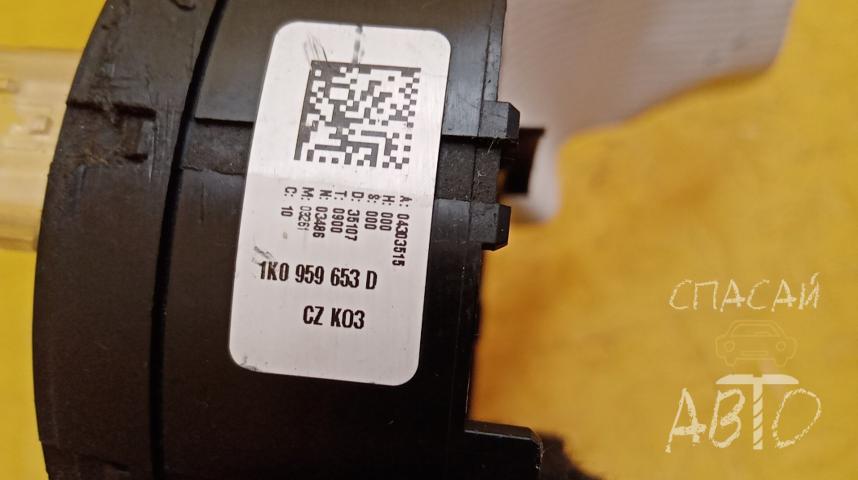 A: 04303515
H: 000
S: 000
D: 35107
T: 0900
N: 03486
M: 03261
C: 10
1K0 959 653 D
CZ K03
СПАСАЙ
АВТО